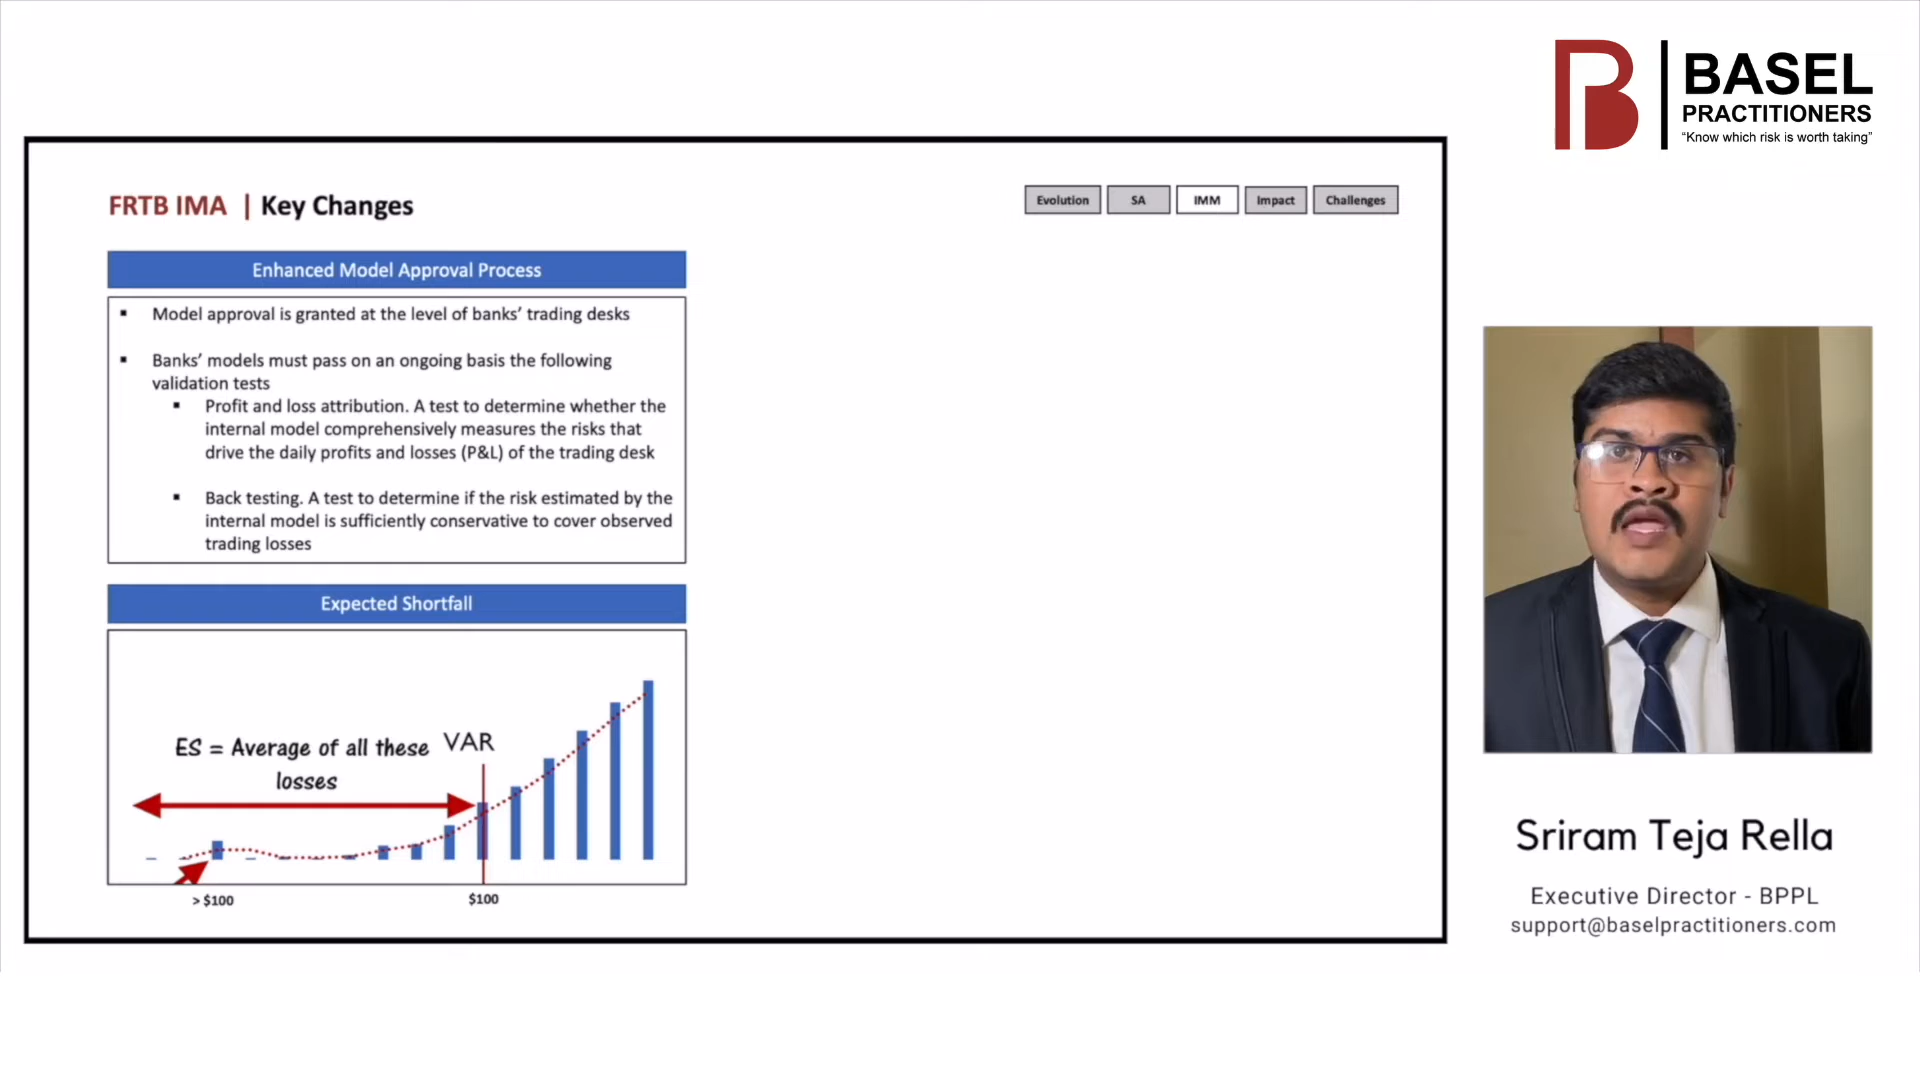 BASEL
PRACTITIONERS
“Know which risk is worth taking”
FRTB IMA | Key Changes
Evolution
SA
IMM
Impact
Challenges
Enhanced Model Approval Process
▪ Model approval is granted at the level of banks’ trading desks
▪ Banks’ models must pass on an ongoing basis the following
validation tests
▪ Profit and loss attribution. A test to determine whether the
internal model comprehensively measures the risks that
drive the daily profits and losses (P&L) of the trading desk
▪ Back testing. A test to determine if the risk estimated by the
internal model is sufficiently conservative to cover observed
trading losses
Expected Shortfall
ES = Average of all these
losses
VAR
> $100
$100
Sriram Teja Rella
Executive Director - BPPL
support@baselpractitioners.com